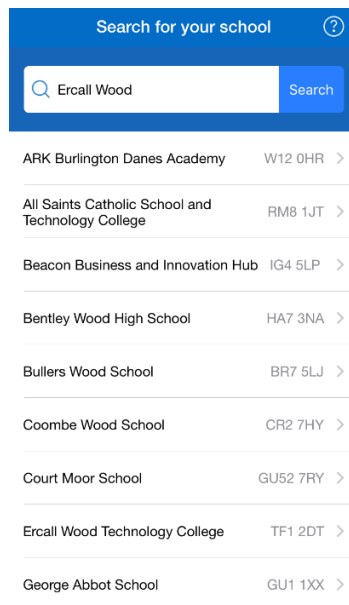 Search for your school ?
Ercall Wood Search
ARK Burlington Danes Academy W12 0HR
All Saints Catholic School and
Technology College RM8 1JT
Beacon Business and Innovation Hub IG4 5LP
Bentley Wood High School HA7 3NA
Bullers Wood School BR7 5LJ
Coombe Wood School CR2 7HY
Court Moor School GU52 7RY
Ercall Wood Technology College TF1 2DT
George Abbot School GU1 1XX